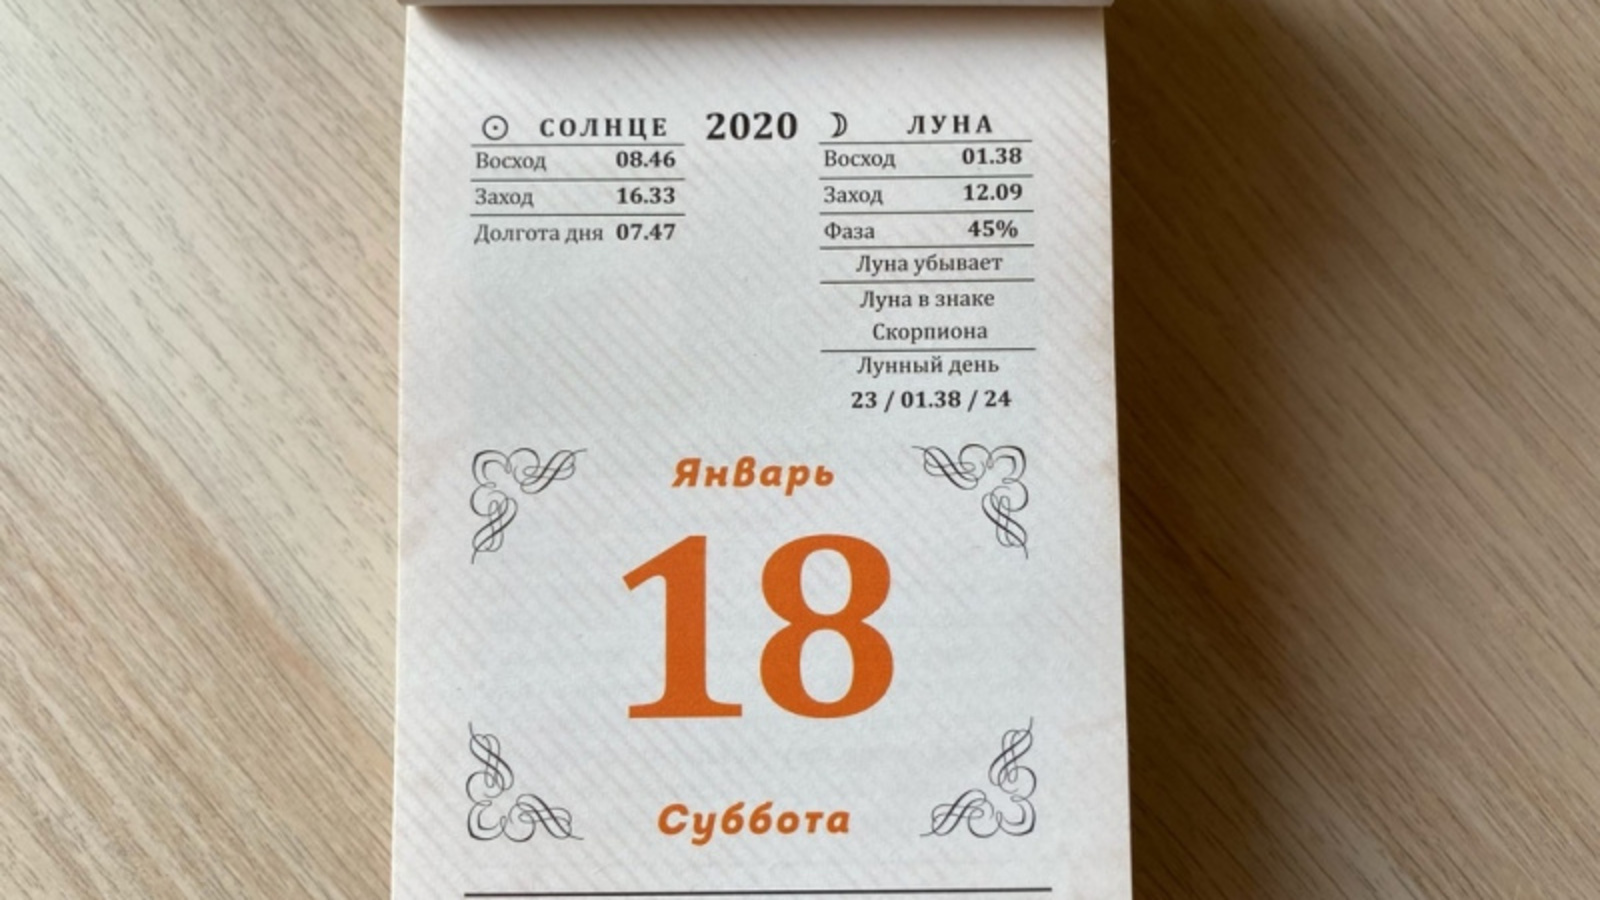 СОЛНЦЕ
Восход 08.46
Заход 16.33
Долгота дня 07.47
2020
ЛУНА
Восход 01.38
Заход 12.09
Фаза 45%
Луна убывает
Луна в знаке
Скорпиона
Лунный день
23 / 01.38 / 24
Январь
18
Суббота